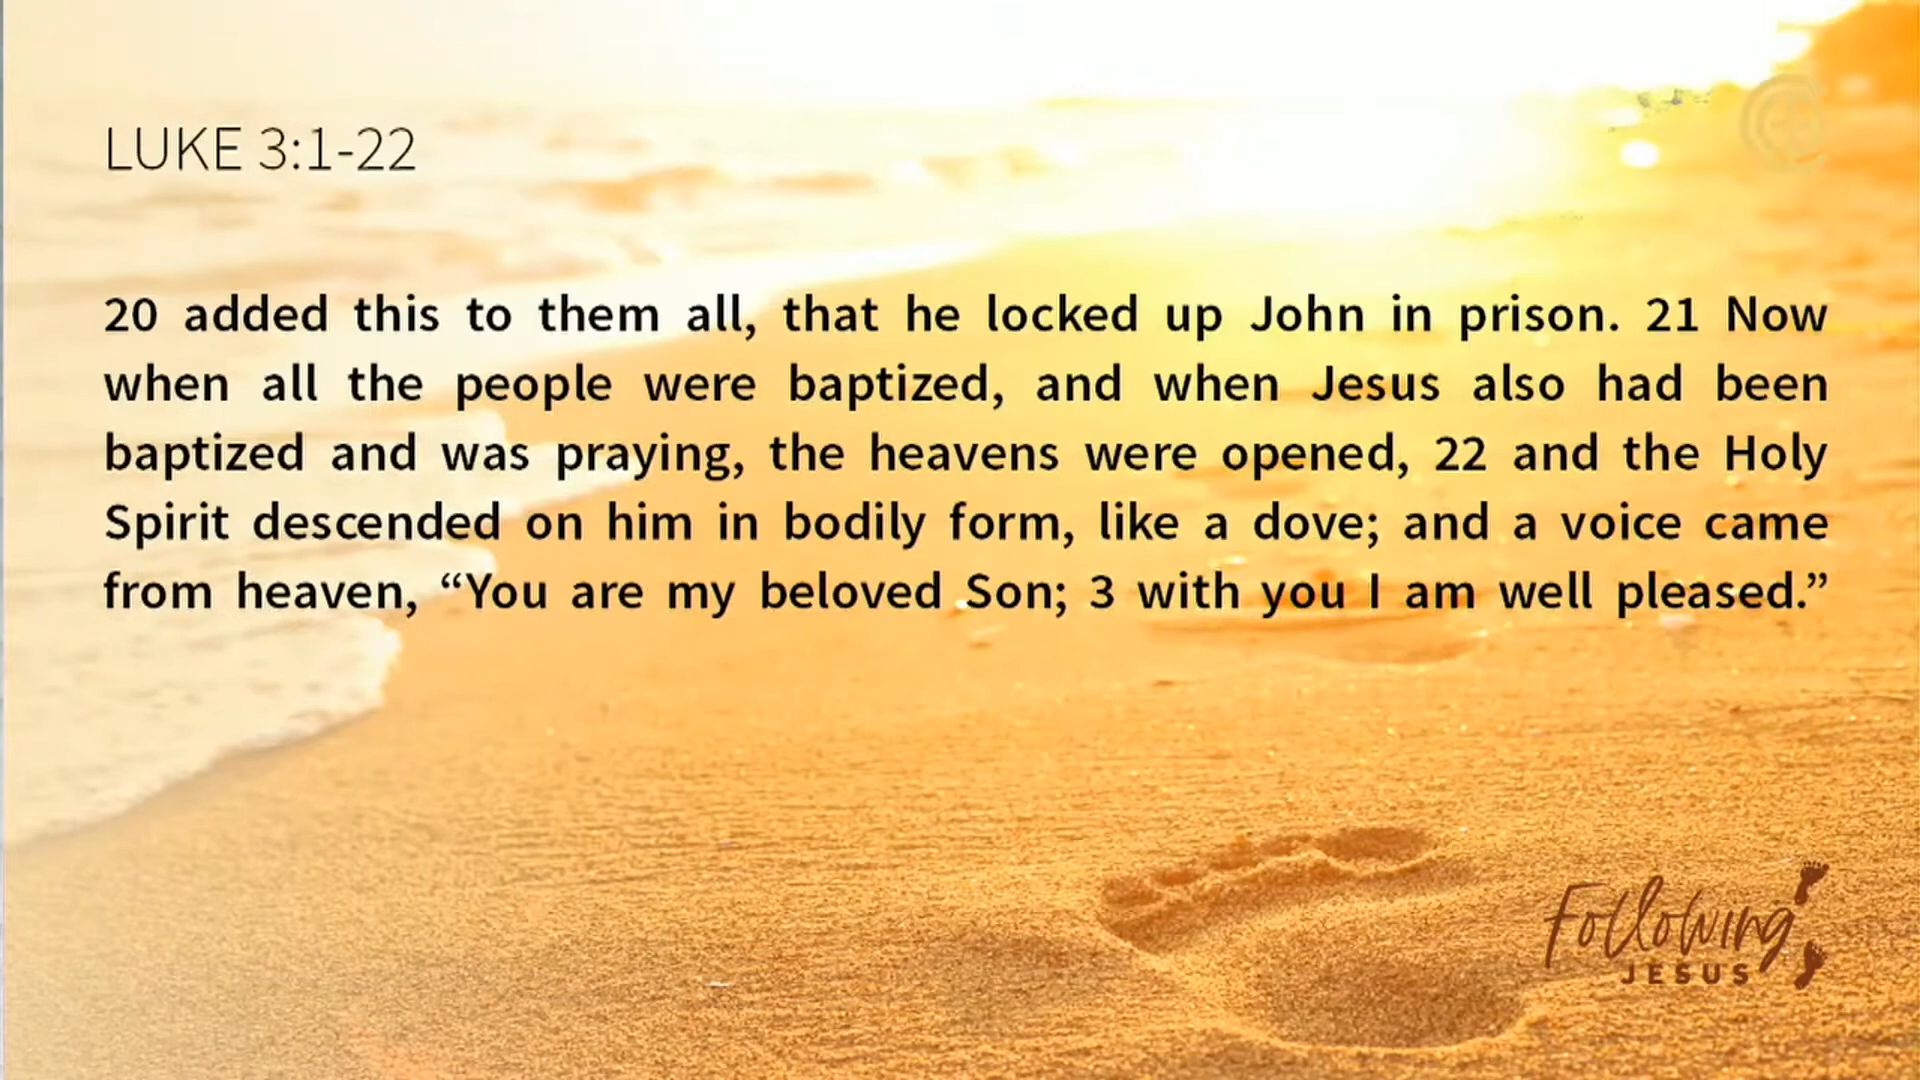 LUKE 3:1-22
20 added this to them all, that he locked up John in prison. 21 Now
when all the people were baptized, and when Jesus also had been
baptized and was praying, the heavens were opened, 22 and the Holy
Spirit descended on him in bodily form, like a dove; and a voice came
from heaven, “You are my beloved Son; 3 with you I am well pleased.”
Following
JESUS